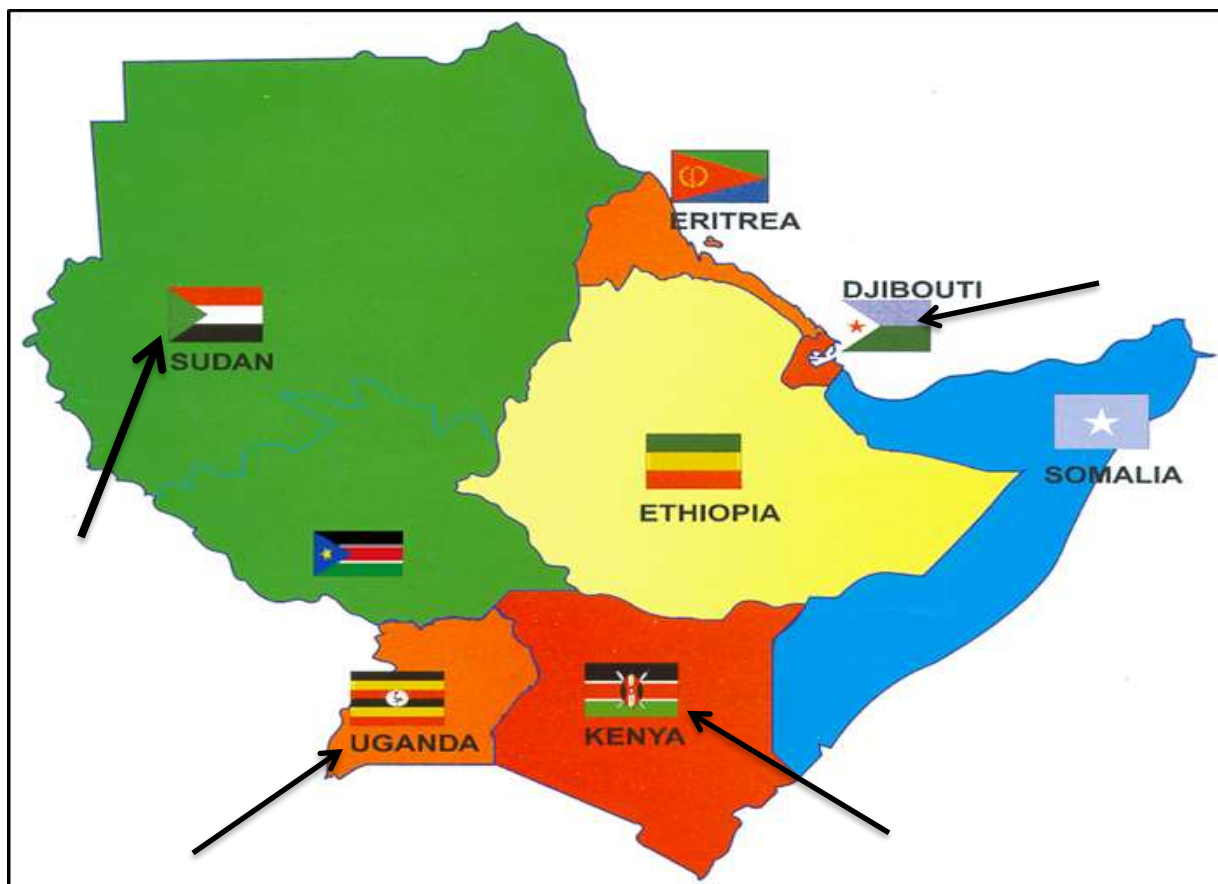 ERITREA
DJIBOUTI
SUDAN
SOMALIA
ETHIOPIA
UGANDA
KENYA